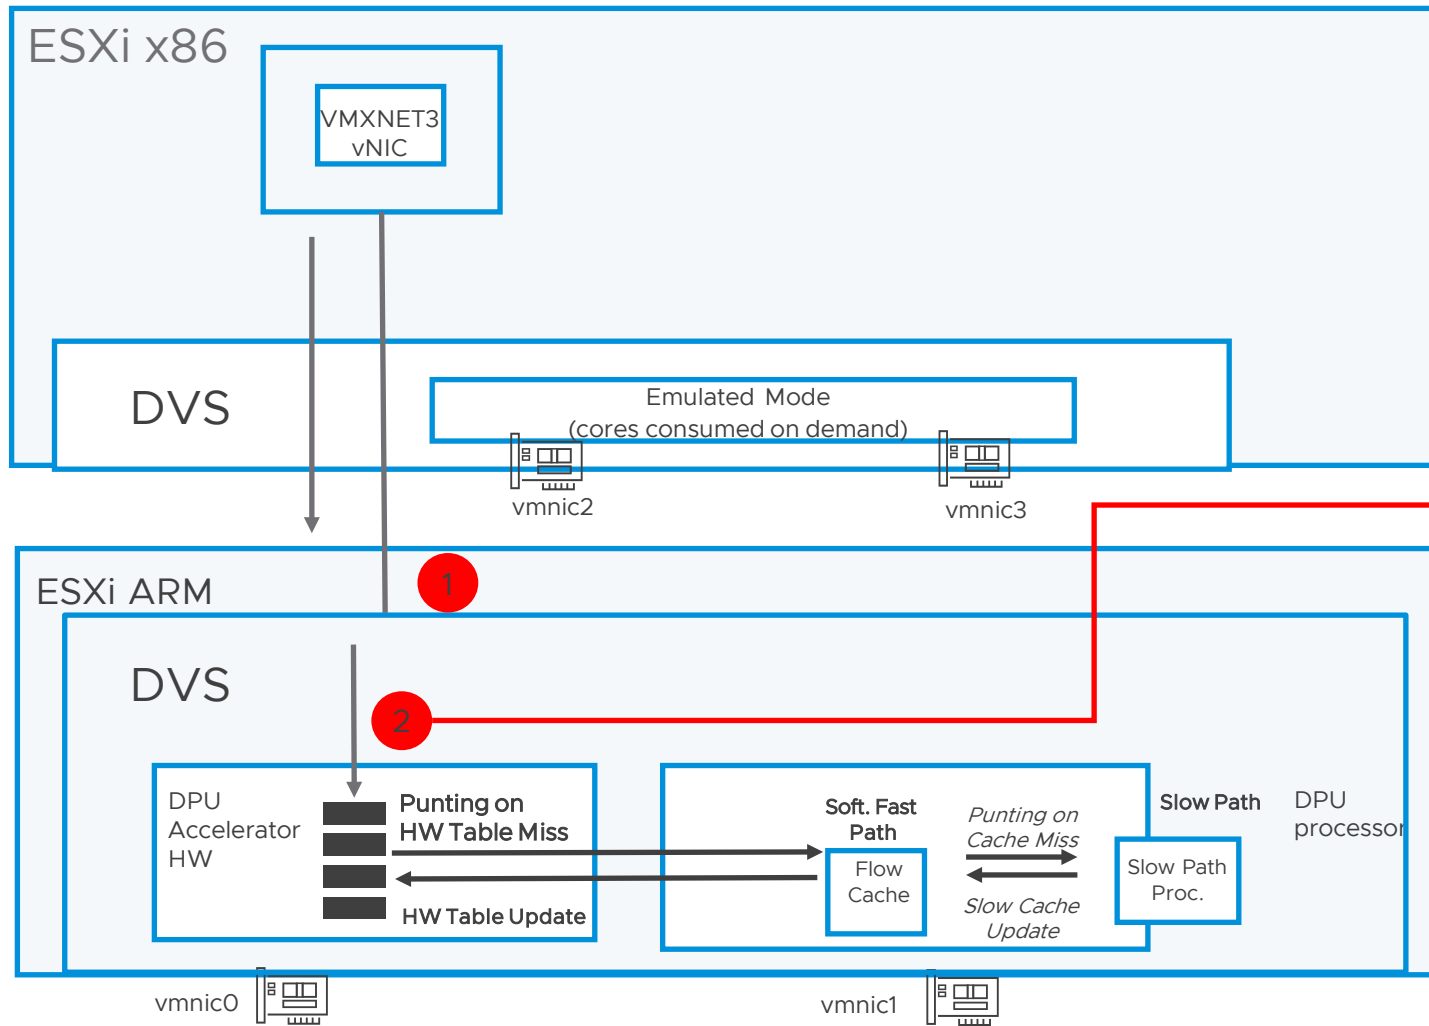 ESXi x86
VMXNET3
vNIC
DVS
Emulated Mode
(cores consumed on demand)
vmnic2
vmnic3
ESXi ARM
1
DVS
2
DPU
Accelerator
HW
Punting on
HW Table Miss
HW Table Update
Soft. Fast
Path
Flow
Cache
Punting on
Cache Miss
Slow Cache
Update
Slow Path
Slow Path
Proc.
DPU
processor
vmnic0
vmnic1